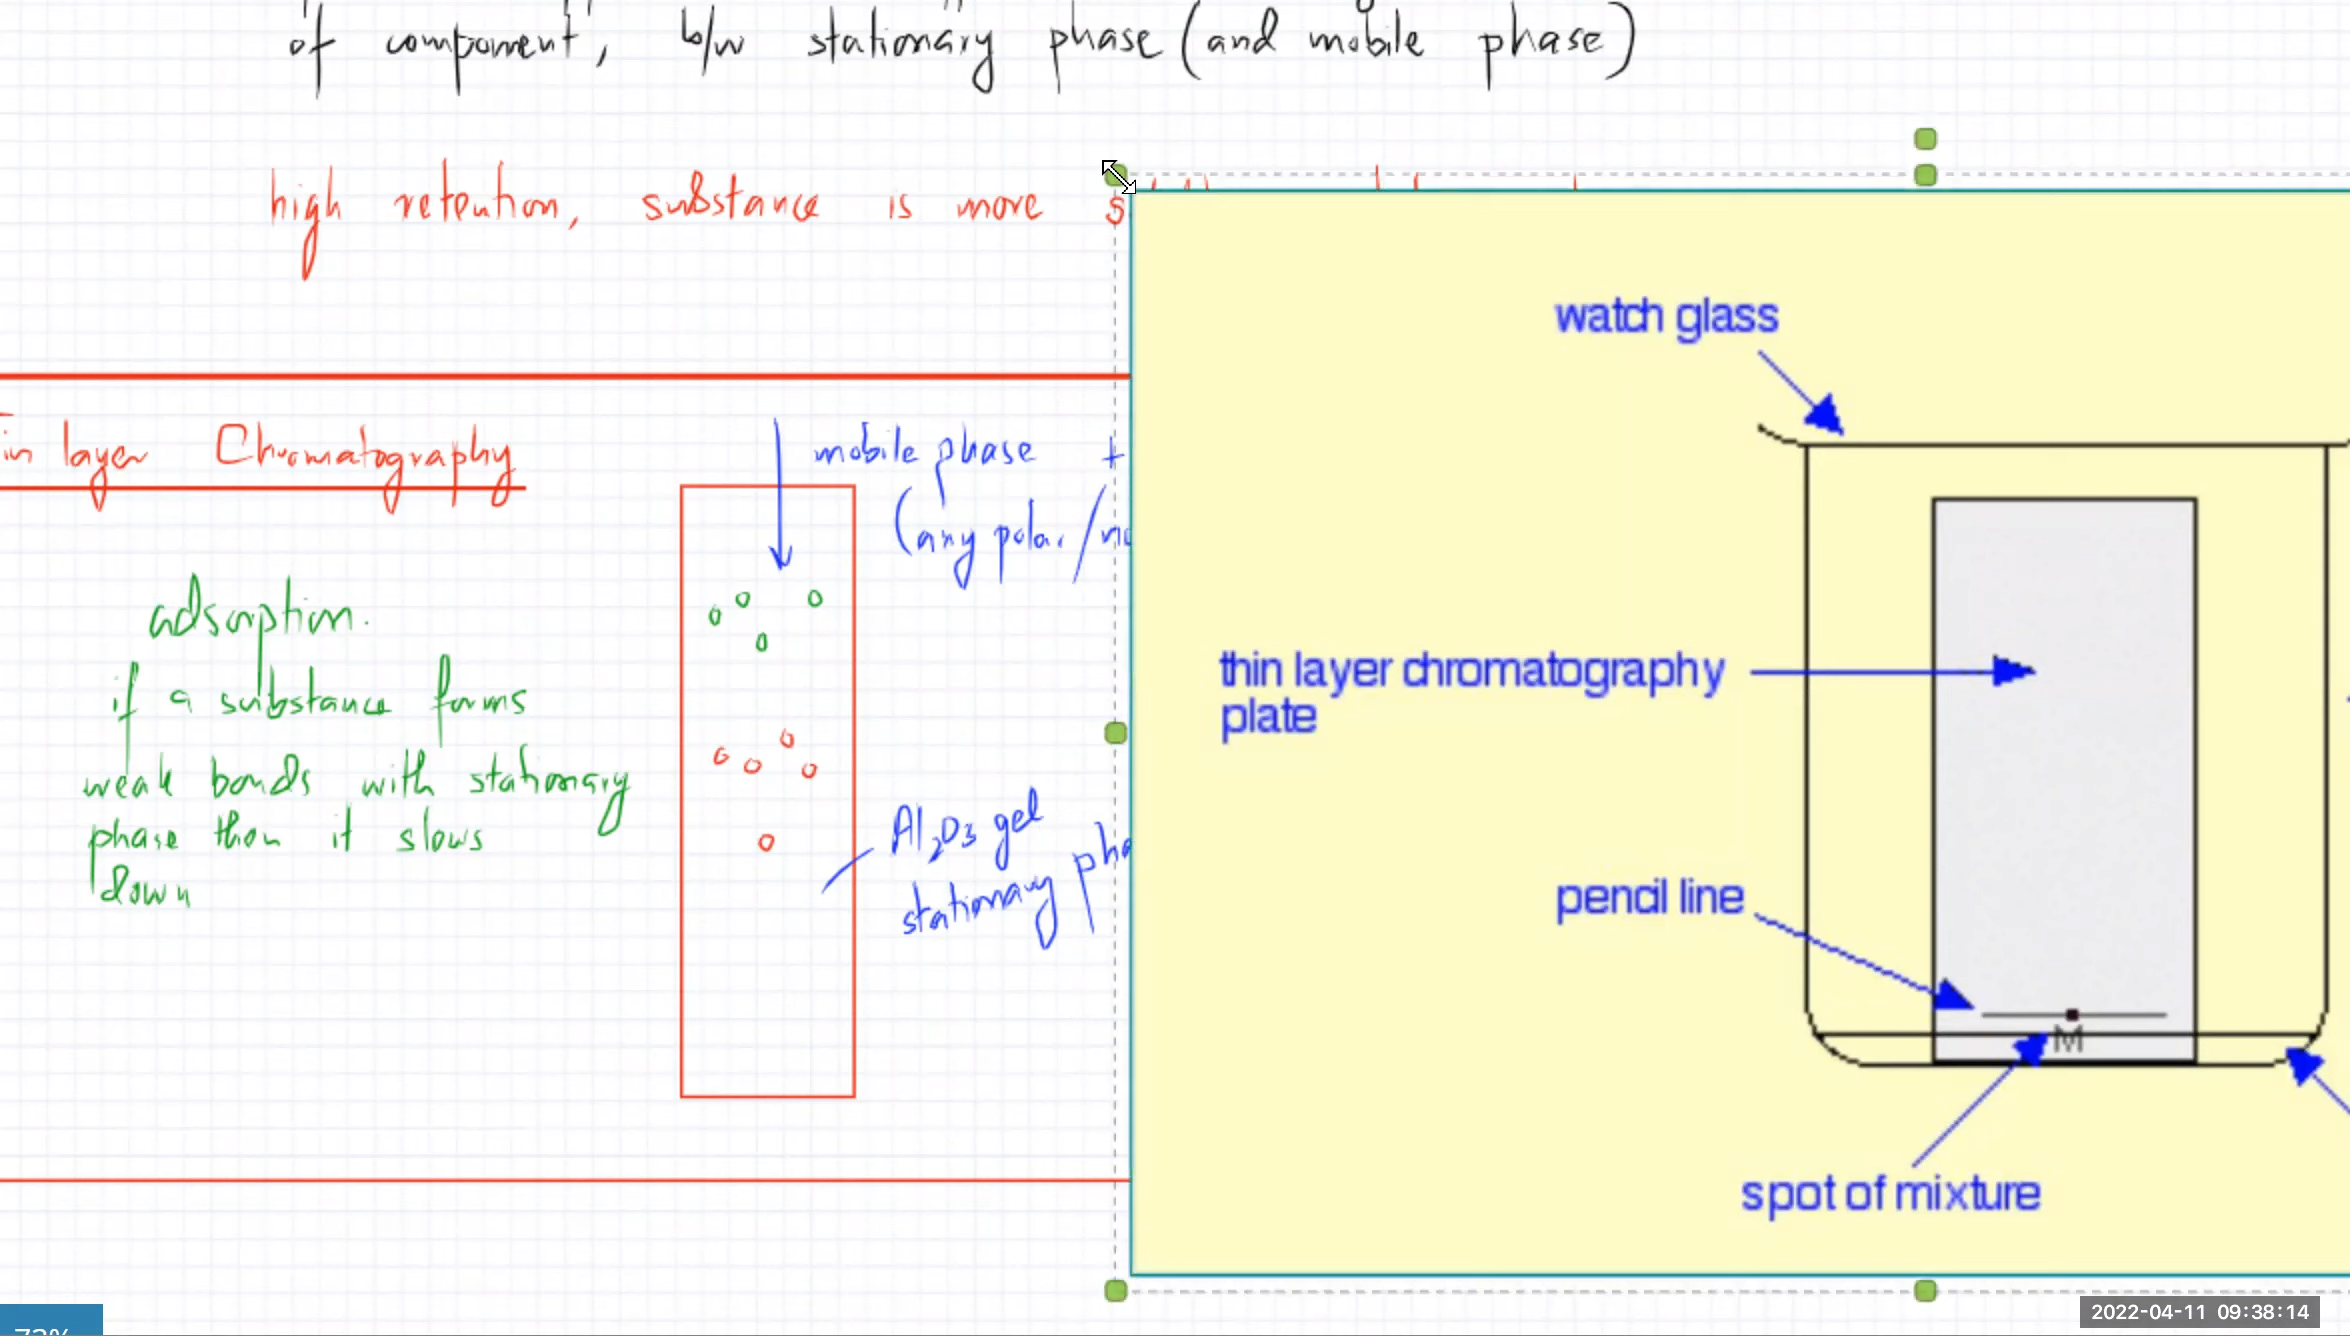 of component, b/w stationary phase (and mobile phase)
high retention, substance is more s
in layer Chromatography
mobile phase +
(any polar/no
adsorption.
if a substance forms
weak bonds with stationary
phase then it slows
down
Al2O3 gel
stationary pha
watch glass
thin layer chromatography
plate
pencil line
M
spot of mixture
2022-04-11 09:38:14